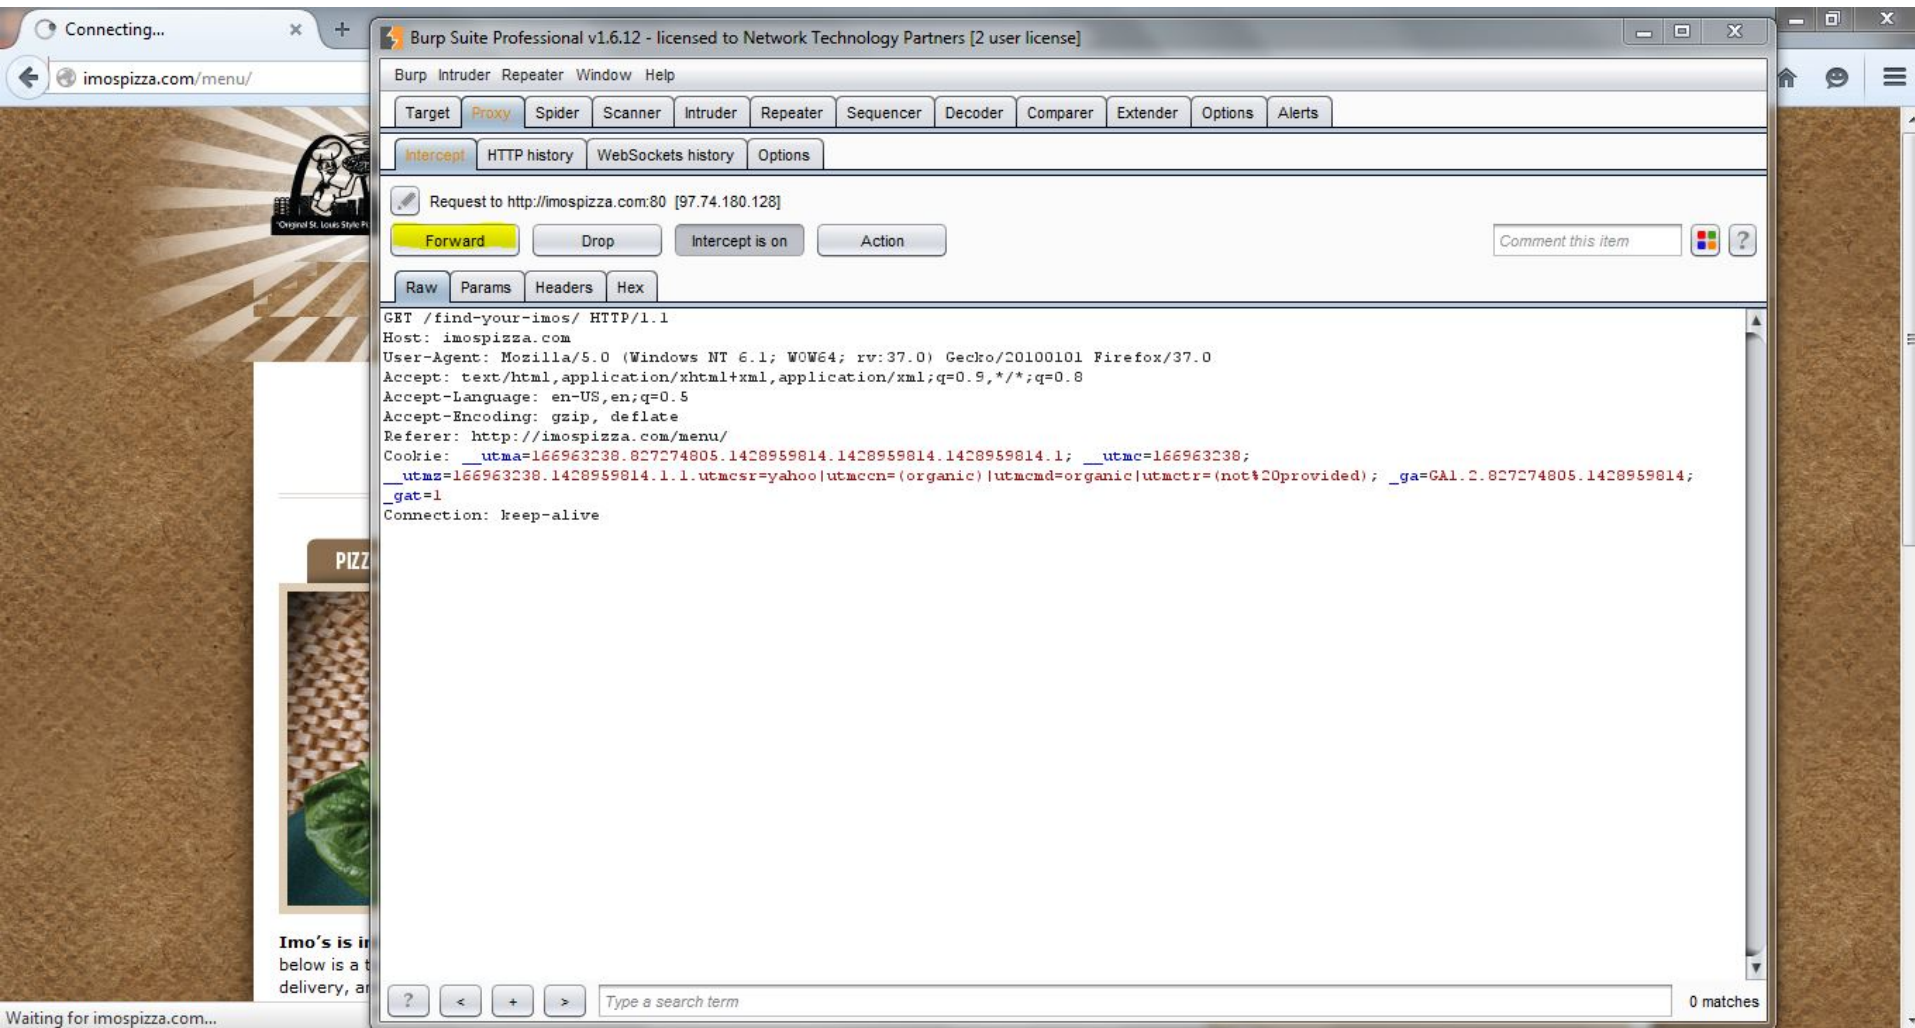 Connecting...
imospizza.com/menu/
"Original St. Louis Style
PIZZ
Imo's is
below is a
delivery,
Waiting for imospizza.com...
Burp Suite Professional v1.6.12 - licensed to Network Technology Partners [2 user license]
Burp Intruder Repeater Window Help
Target Proxy Spider Scanner Intruder Repeater Sequencer Decoder Comparer Extender Options Alerts
Intercept HTTP history WebSockets history Options
Request to http://imospizza.com:80 [97.74.180.128]
Forward Drop Intercept is on Action Comment this item ?
Raw Params Headers Hex
GET /find-your-imos/ HTTP/1.1
Host: imospizza.com
User-Agent: Mozilla/5.0 (Windows NT 6.1; WOW64; rv:37.0) Gecko/20100101 Firefox/37.0
Accept: text/html,application/xhtml+xml,application/xml;q=0.9,*/*;q=0.8
Accept-Language: en-US,en;q=0.5
Accept-Encoding: gzip, deflate
Referer: http://imospizza.com/menu/
Cookie: __utma=166963238.827274805.1428959814.1428959814.1428959814.1; __utmc=166963238;
__utmz=166963238.1428959814.1.1.utmcsr=yahoo|utmccn=(organic)|utmcmd=organic|utmctr=(not%20provided); _ga=GA1.2.827274805.1428959814;
_gat=1
Connection: keep-alive
? < + > Type a search term 0 matches